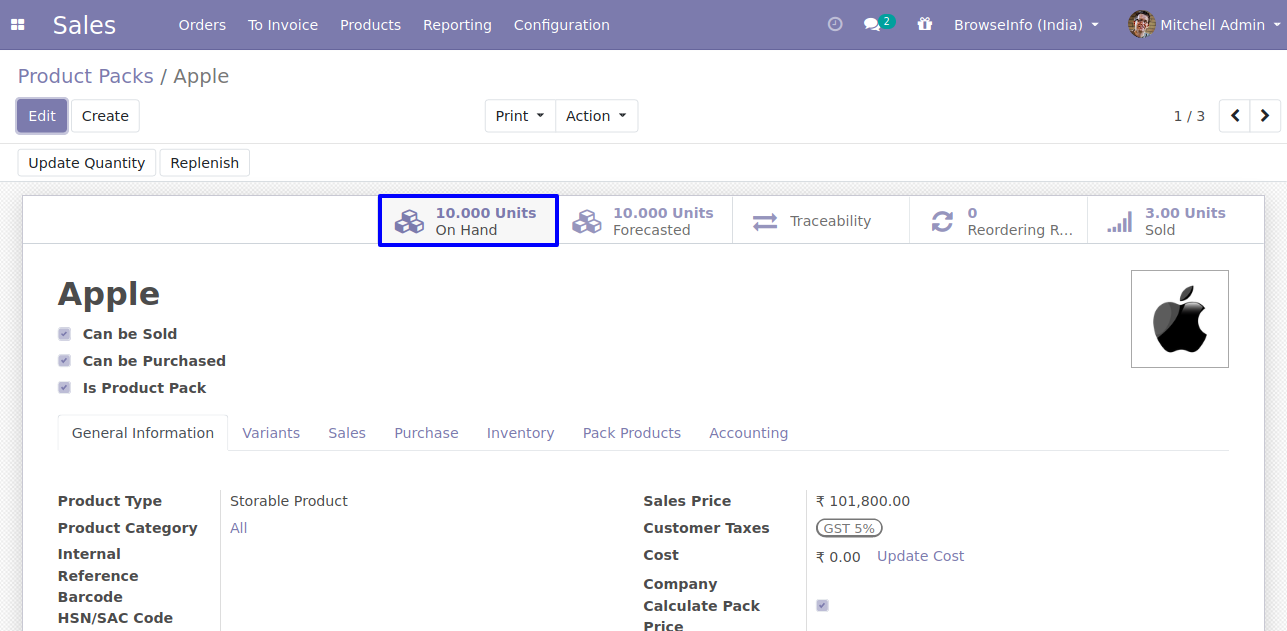 Sales Orders To Invoice Products Reporting Configuration 2 BrowseInfo (India) Mitchell Admin
Product Packs / Apple
Edit Create Print Action 1 / 3
Update Quantity Replenish
10.000 Units
On Hand
10.000 Units
Forecasted
Traceability
0
Reordering R...
3.00 Units
Sold
Apple
Can be Sold
Can be Purchased
Is Product Pack
General Information Variants Sales Purchase Inventory Pack Products Accounting
Product Type Storable Product
Product Category All
Internal
Reference
Barcode
HSN/SAC Code
Sales Price ₹ 101,800.00
Customer Taxes GST 5%
Cost ₹ 0.00 Update Cost
Company
Calculate Pack
Price